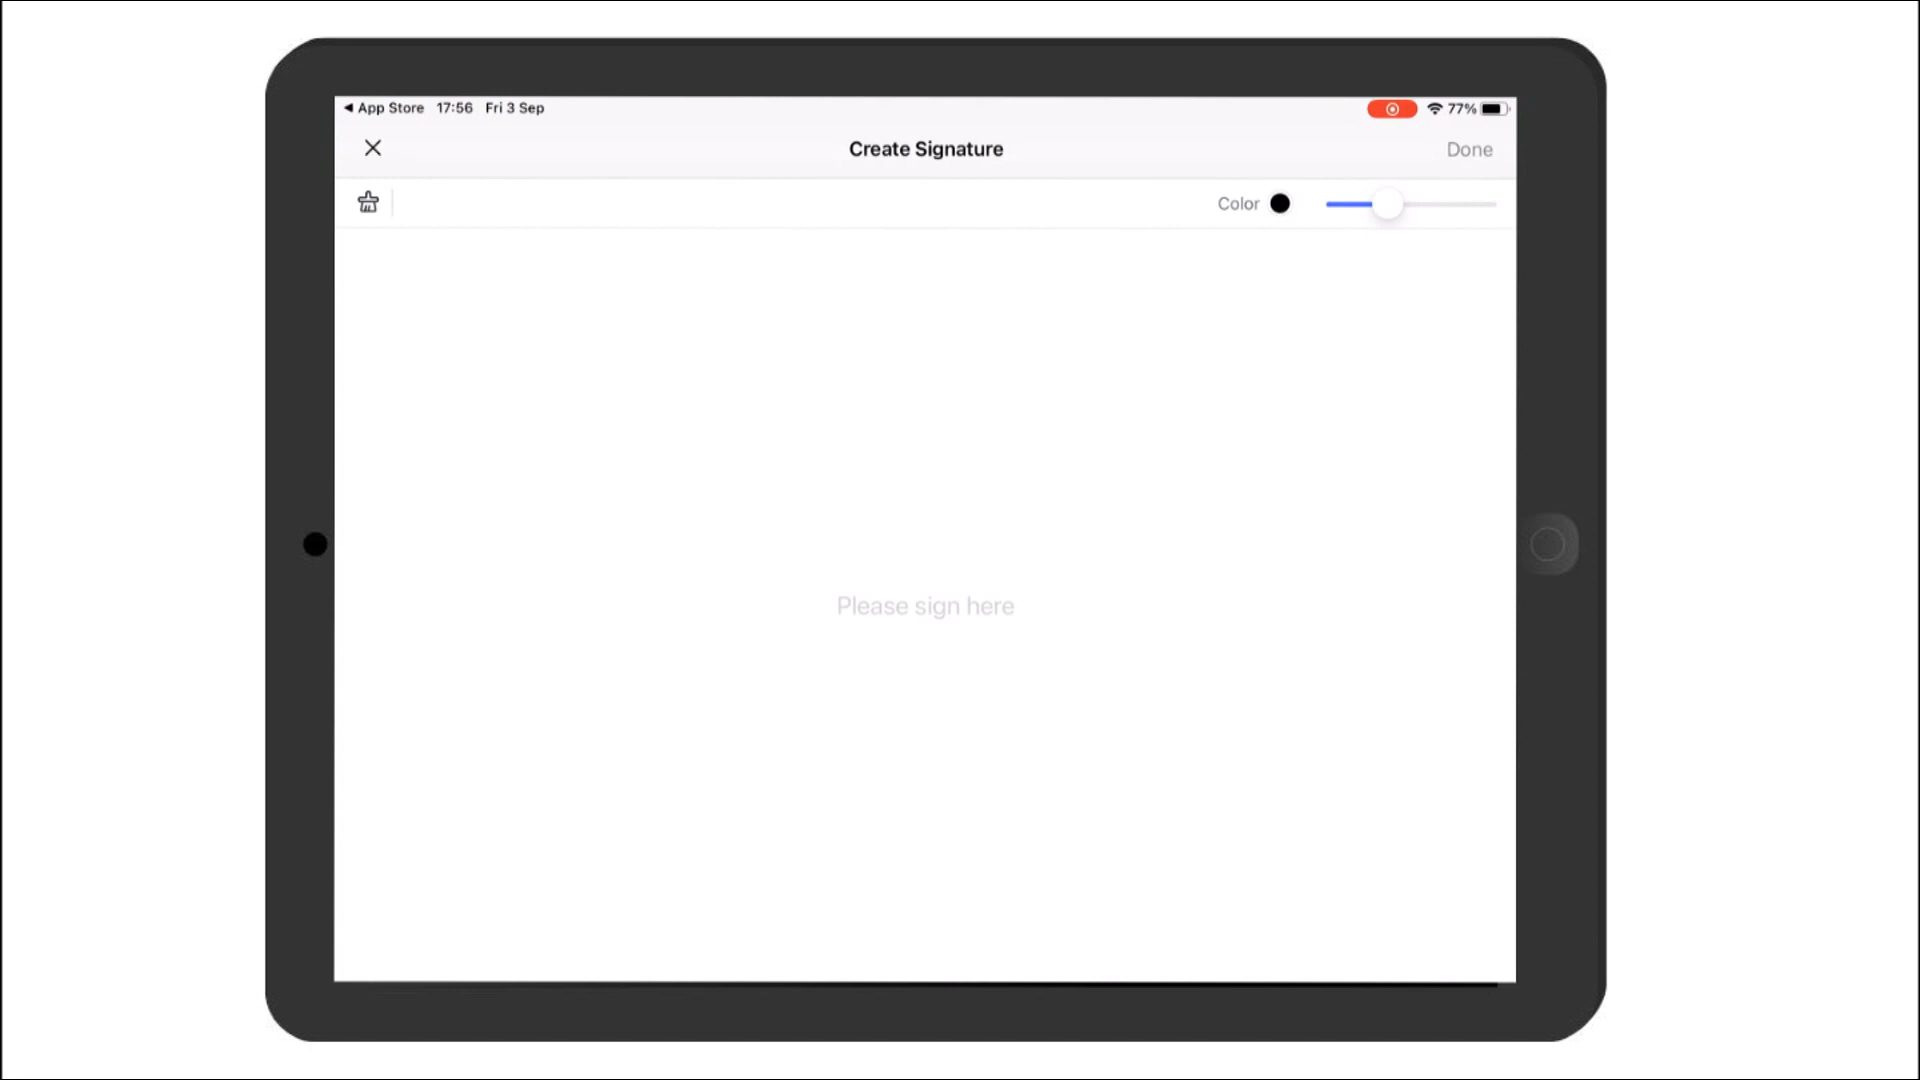 ◀ App Store 17:56 Fri 3 Sep 77%
Create Signature Done
Color
Please sign here